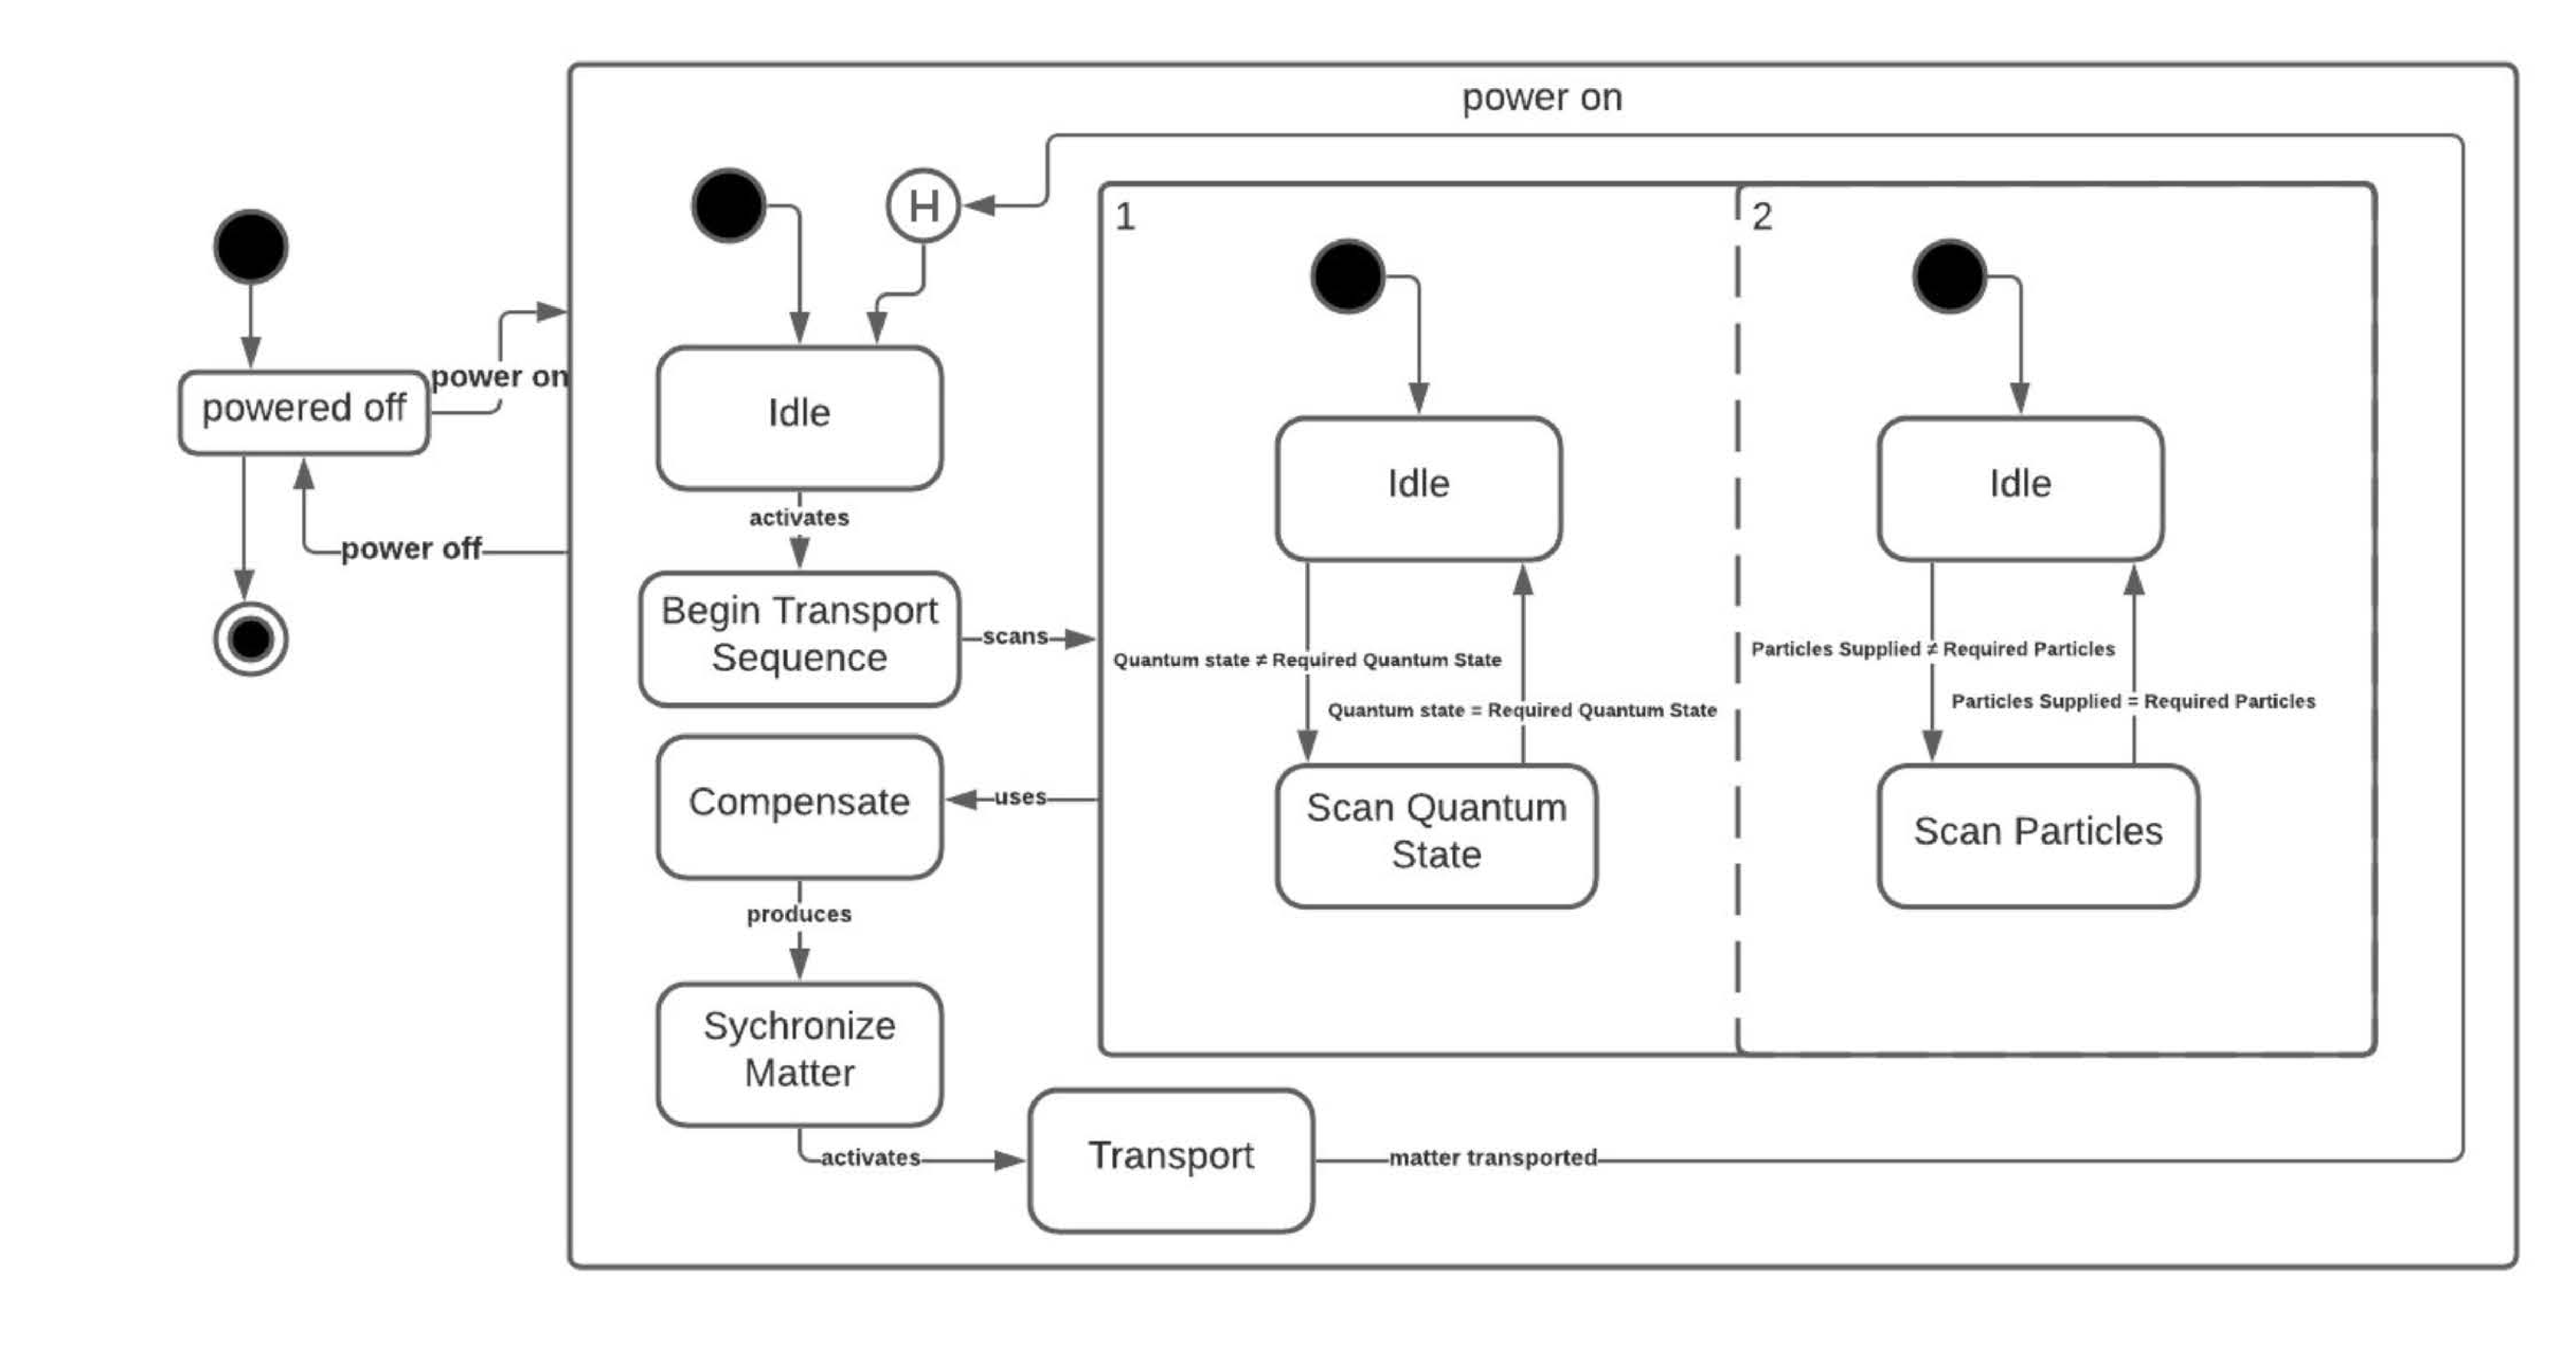 power on
H
1
2
power on
powered off
Idle
Idle
Idle
activates
power off
Begin Transport
Sequence
scans
Quantum state ≠ Required Quantum State
Quantum state = Required Quantum State
Particles Supplied ≠ Required Particles
Particles Supplied = Required Particles
Compensate
uses
Scan Quantum
State
Scan Particles
produces
Sychronize
Matter
activates
Transport
matter transported